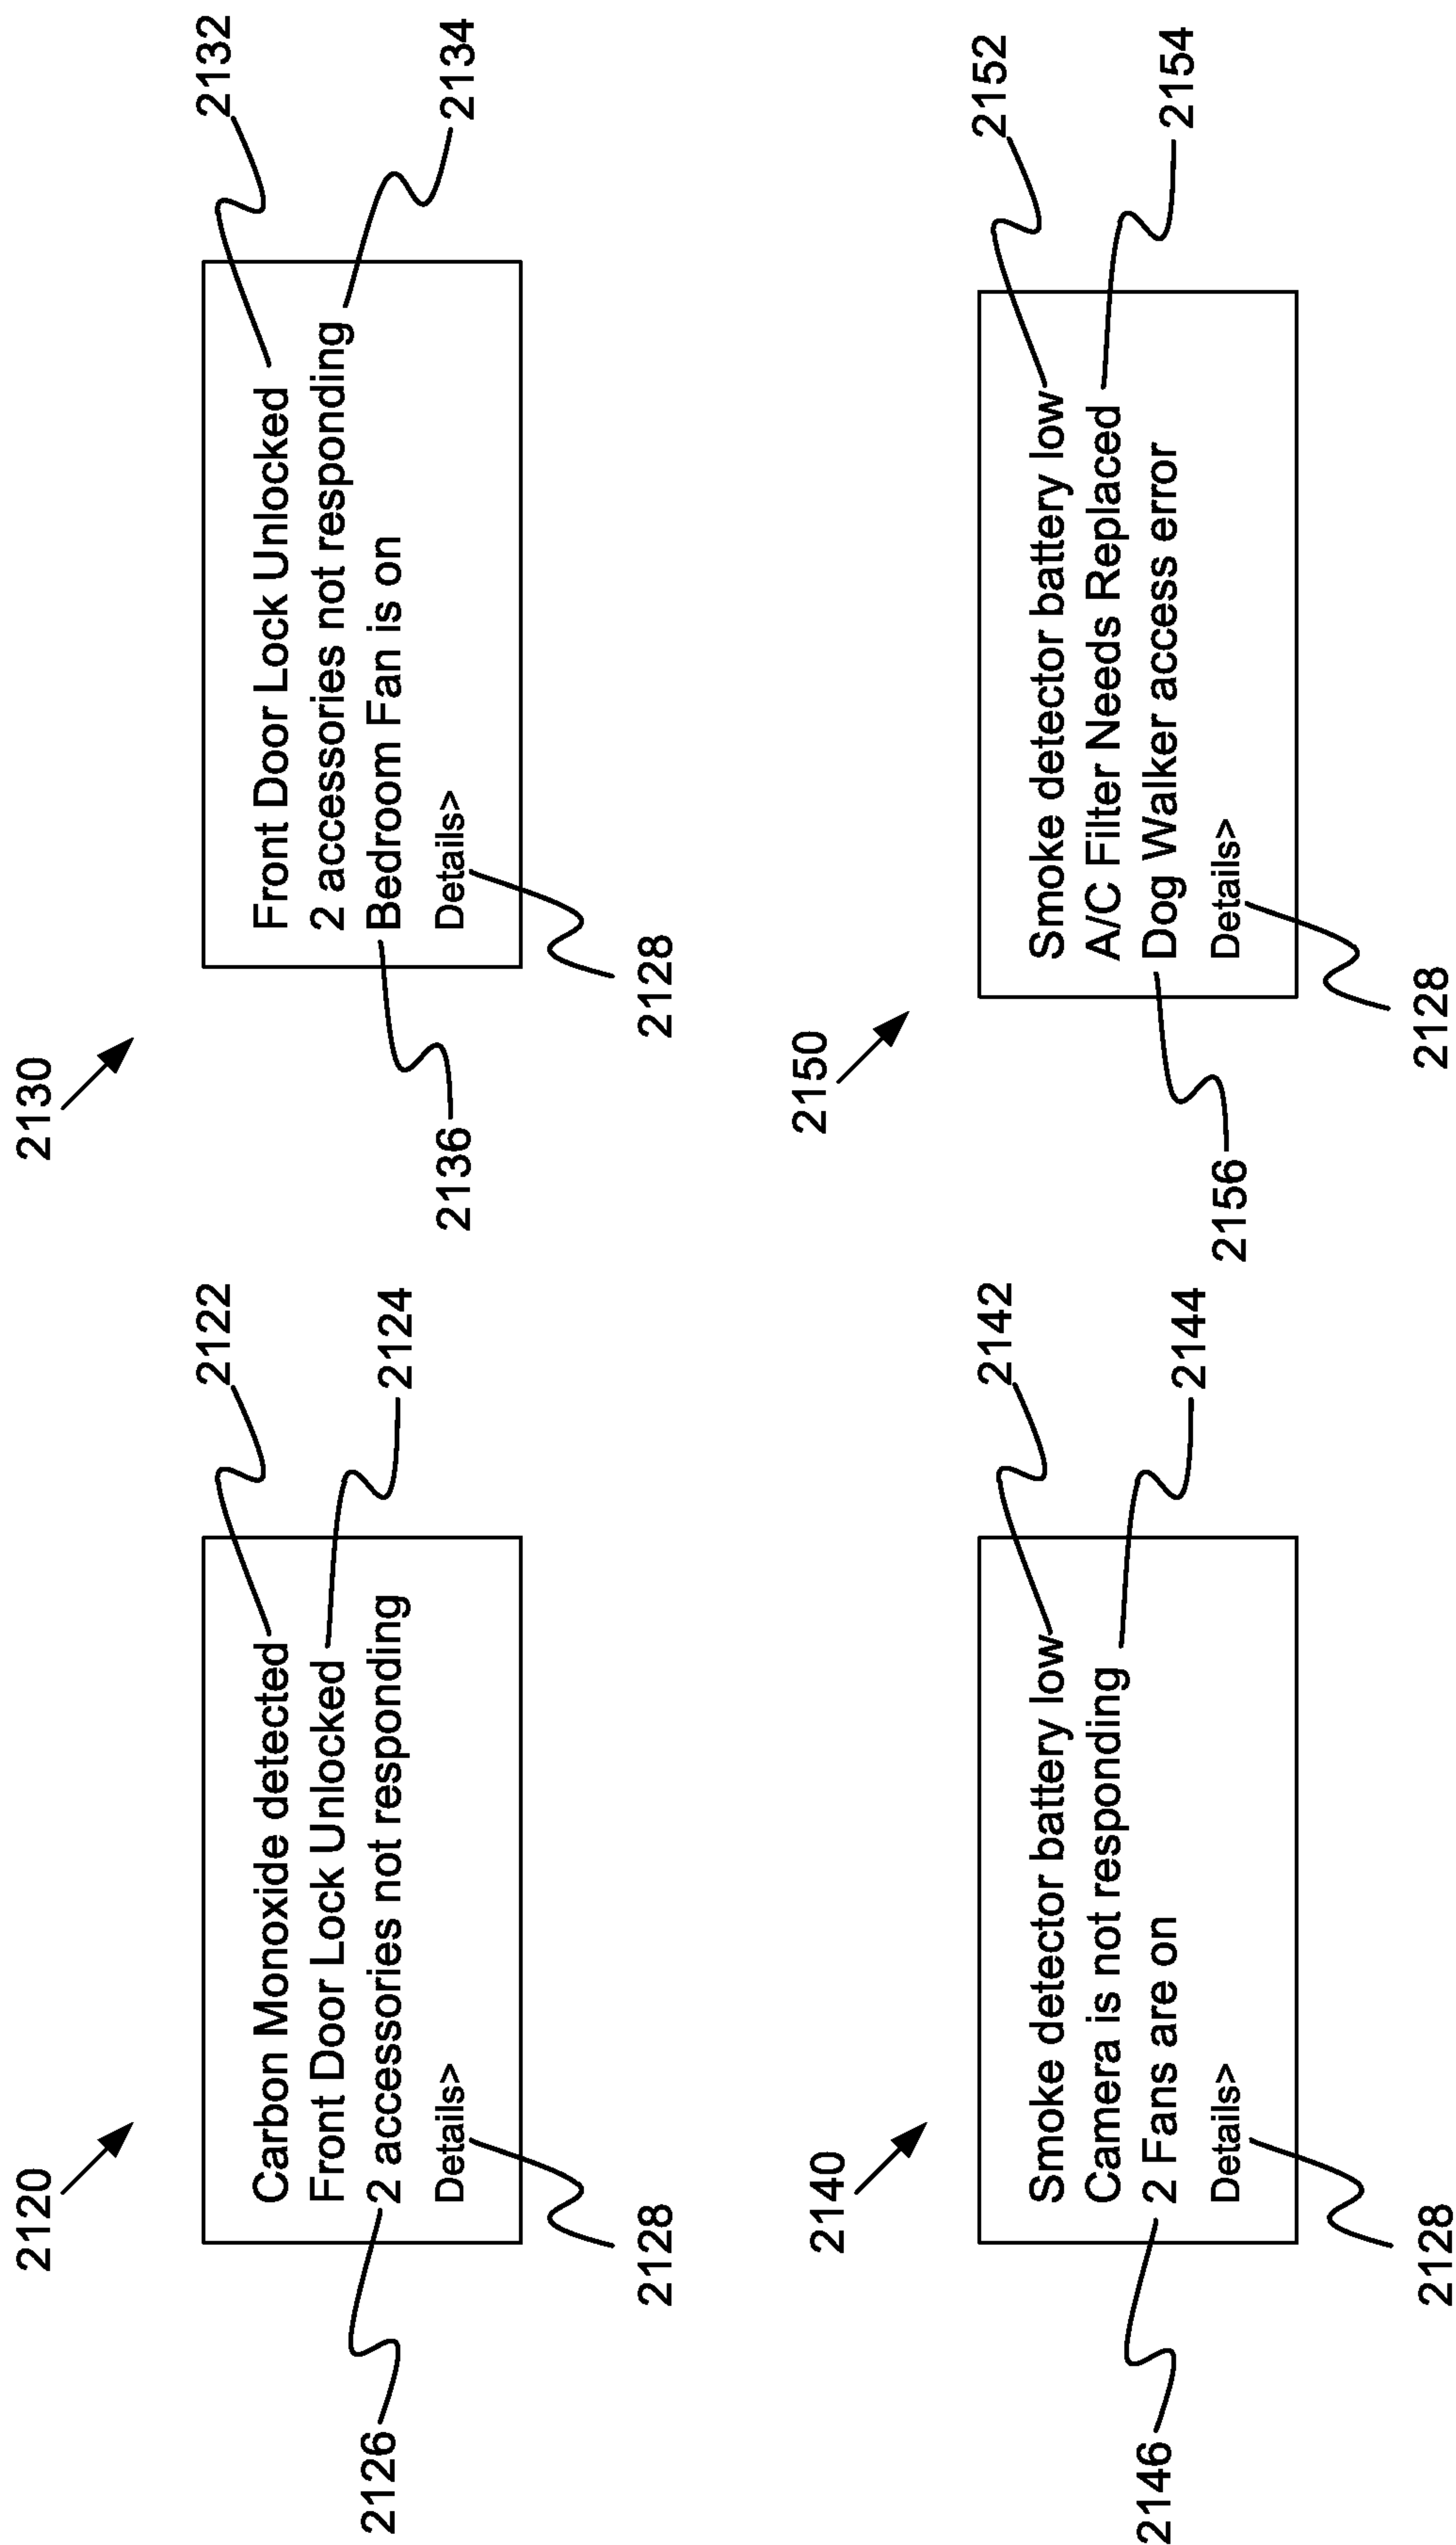 2120
Carbon Monoxide detected
Front Door Lock Unlocked
2 accessories not responding
Details>
2122
2124
2126
2128
2130
Front Door Lock Unlocked
2 accessories not responding
Bedroom Fan is on
Details>
2132
2134
2136
2128
2140
Smoke detector battery low
Camera is not responding
2 Fans are on
Details>
2142
2144
2146
2128
2150
Smoke detector battery low
A/C Filter Needs Replaced
Dog Walker access error
Details>
2152
2154
2156
2128